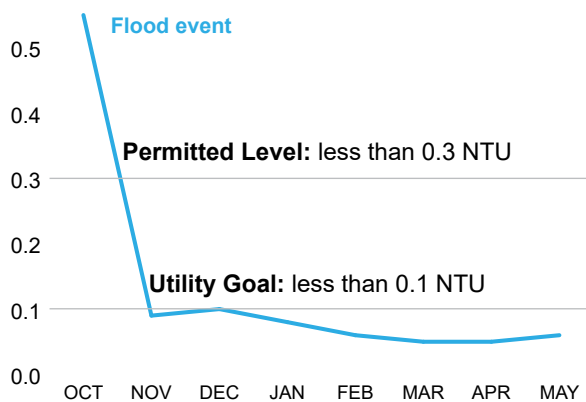 Flood event
0.5
0.4
Permitted Level: less than 0.3 NTU
0.3
0.2
Utility Goal: less than 0.1 NTU
0.1
0.0
OCT NOV DEC JAN FEB MAR APR MAY